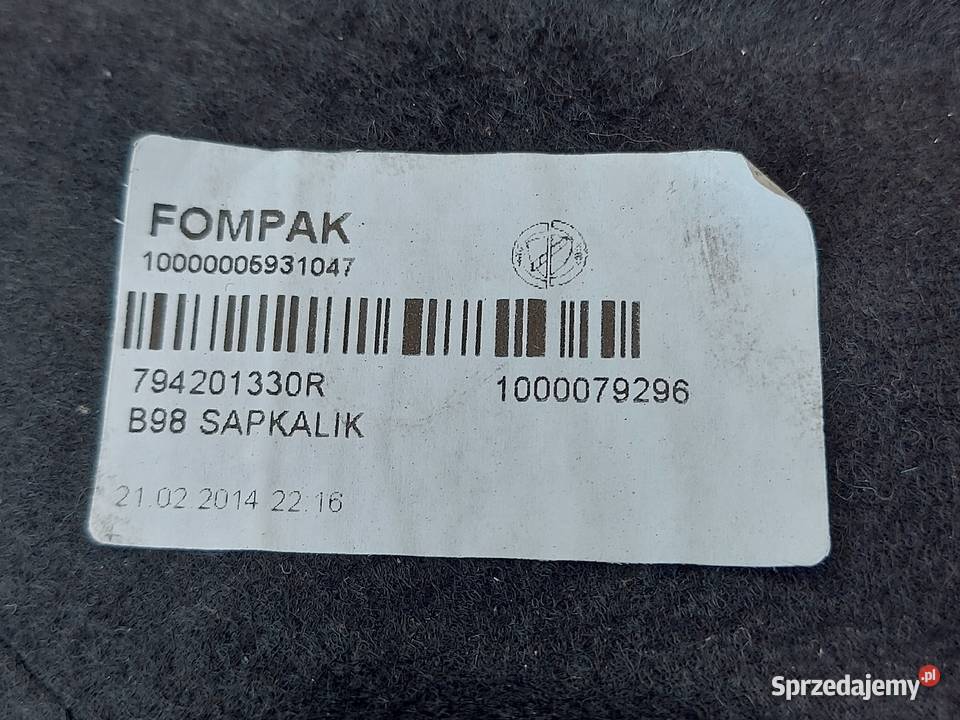 FOMPAK
10000005931047
794201330R 1000079296
B98 SAPKALIK
21.02.2014 22:16
Sprzedajemy.pl